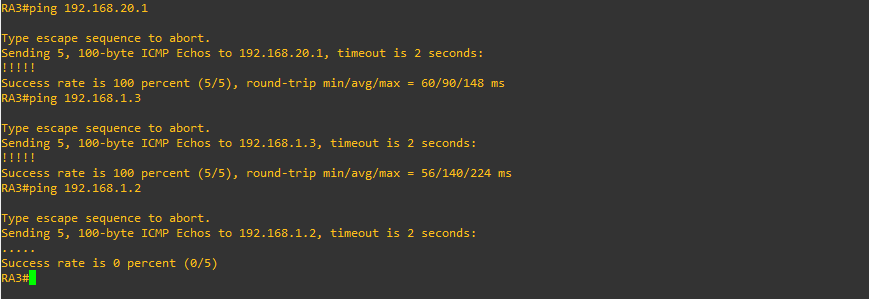 RA3#ping 192.168.20.1
Type escape sequence to abort.
Sending 5, 100-byte ICMP Echos to 192.168.20.1, timeout is 2 seconds:
!!!!!
Success rate is 100 percent (5/5), round-trip min/avg/max = 60/90/148 ms
RA3#ping 192.168.1.3
Type escape sequence to abort.
Sending 5, 100-byte ICMP Echos to 192.168.1.3, timeout is 2 seconds:
!!!!!
Success rate is 100 percent (5/5), round-trip min/avg/max = 56/140/224 ms
RA3#ping 192.168.1.2
Type escape sequence to abort.
Sending 5, 100-byte ICMP Echos to 192.168.1.2, timeout is 2 seconds:
.....
Success rate is 0 percent (0/5)
RA3#